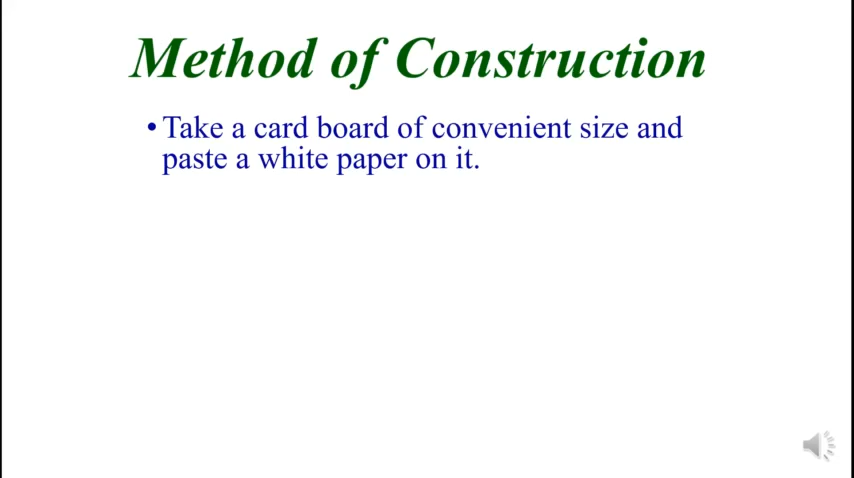 Method of Construction
• Take a card board of convenient size and
paste a white paper on it.